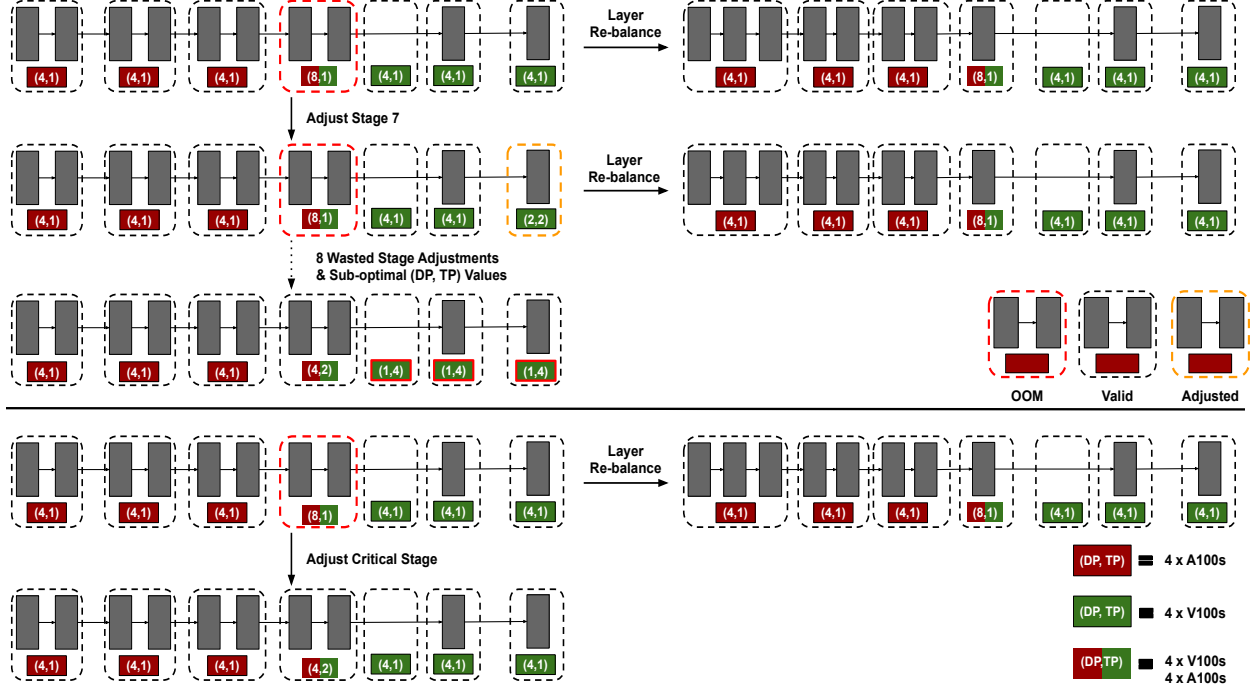 Layer
Re-balance
(4,1) (4,1) (4,1) (8,1) (4,1) (4,1) (4,1)
(4,1) (4,1) (4,1) (8,1) (4,1) (4,1) (4,1)
Adjust Stage 7
Layer
Re-balance
(4,1) (4,1) (4,1) (8,1) (4,1) (4,1) (2,2)
(4,1) (4,1) (4,1) (8,1) (4,1) (4,1) (4,1)
8 Wasted Stage Adjustments
& Sub-optimal (DP, TP) Values
(4,1) (4,1) (4,1) (4,2) (1,4) (1,4) (1,4)
OOM Valid Adjusted
Layer
Re-balance
(4,1) (4,1) (4,1) (8,1) (4,1) (4,1) (4,1)
(4,1) (4,1) (4,1) (8,1) (4,1) (4,1) (4,1)
Adjust Critical Stage
(DP, TP) = 4 x A100s
(DP, TP) = 4 x V100s
(DP,TP) = 4 x V100s
4 x A100s
(4,1) (4,1) (4,1) (4,2) (4,1) (4,1) (4,1)